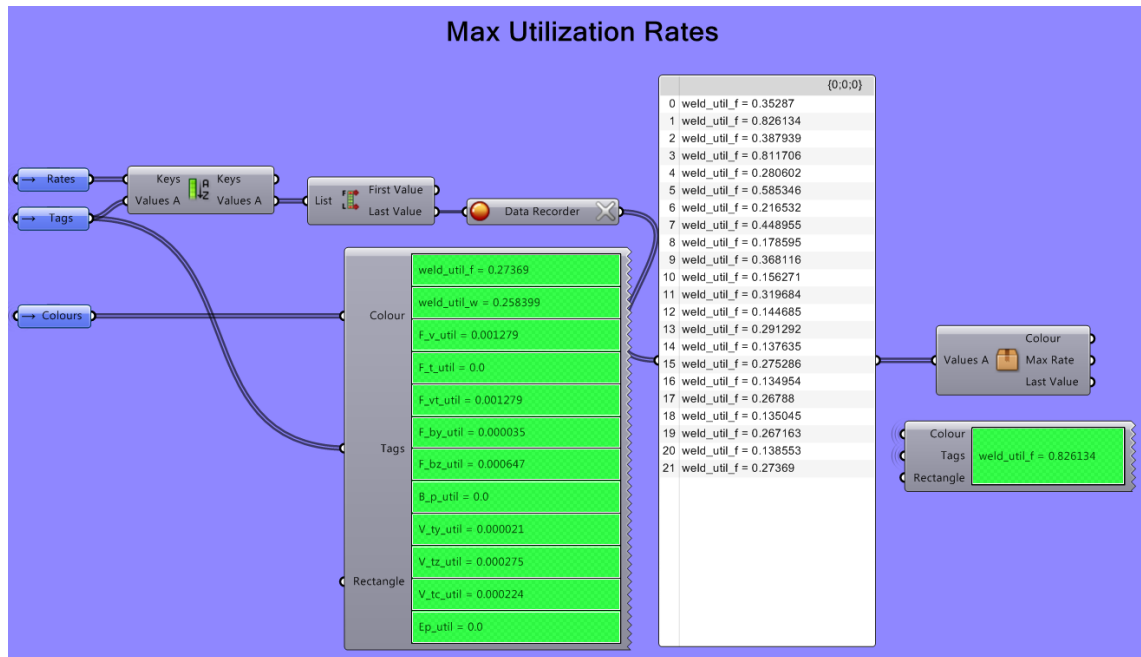 Max Utilization Rates
→ Rates
→ Tags
→ Colours
Keys
Values A
A
Z
Keys
Values A
List
F
L
First Value
Last Value
Data Recorder
Colour
Tags
Rectangle
weld_util_f = 0.27369
weld_util_w = 0.258399
F_v_util = 0.001279
F_t_util = 0.0
F_vt_util = 0.001279
F_by_util = 0.000035
F_bz_util = 0.000647
B_p_util = 0.0
V_ty_util = 0.000021
V_tz_util = 0.000275
V_tc_util = 0.000224
Ep_util = 0.0
{0;0;0}
0 weld_util_f = 0.35287
1 weld_util_f = 0.826134
2 weld_util_f = 0.387939
3 weld_util_f = 0.811706
4 weld_util_f = 0.280602
5 weld_util_f = 0.585346
6 weld_util_f = 0.216532
7 weld_util_f = 0.448955
8 weld_util_f = 0.178595
9 weld_util_f = 0.368116
10 weld_util_f = 0.156271
11 weld_util_f = 0.319684
12 weld_util_f = 0.144685
13 weld_util_f = 0.291292
14 weld_util_f = 0.137635
15 weld_util_f = 0.275286
16 weld_util_f = 0.134954
17 weld_util_f = 0.26788
18 weld_util_f = 0.135045
19 weld_util_f = 0.267163
20 weld_util_f = 0.138553
21 weld_util_f = 0.27369
Values A
Colour
Max Rate
Last Value
Colour
Tags
Rectangle
weld_util_f = 0.826134